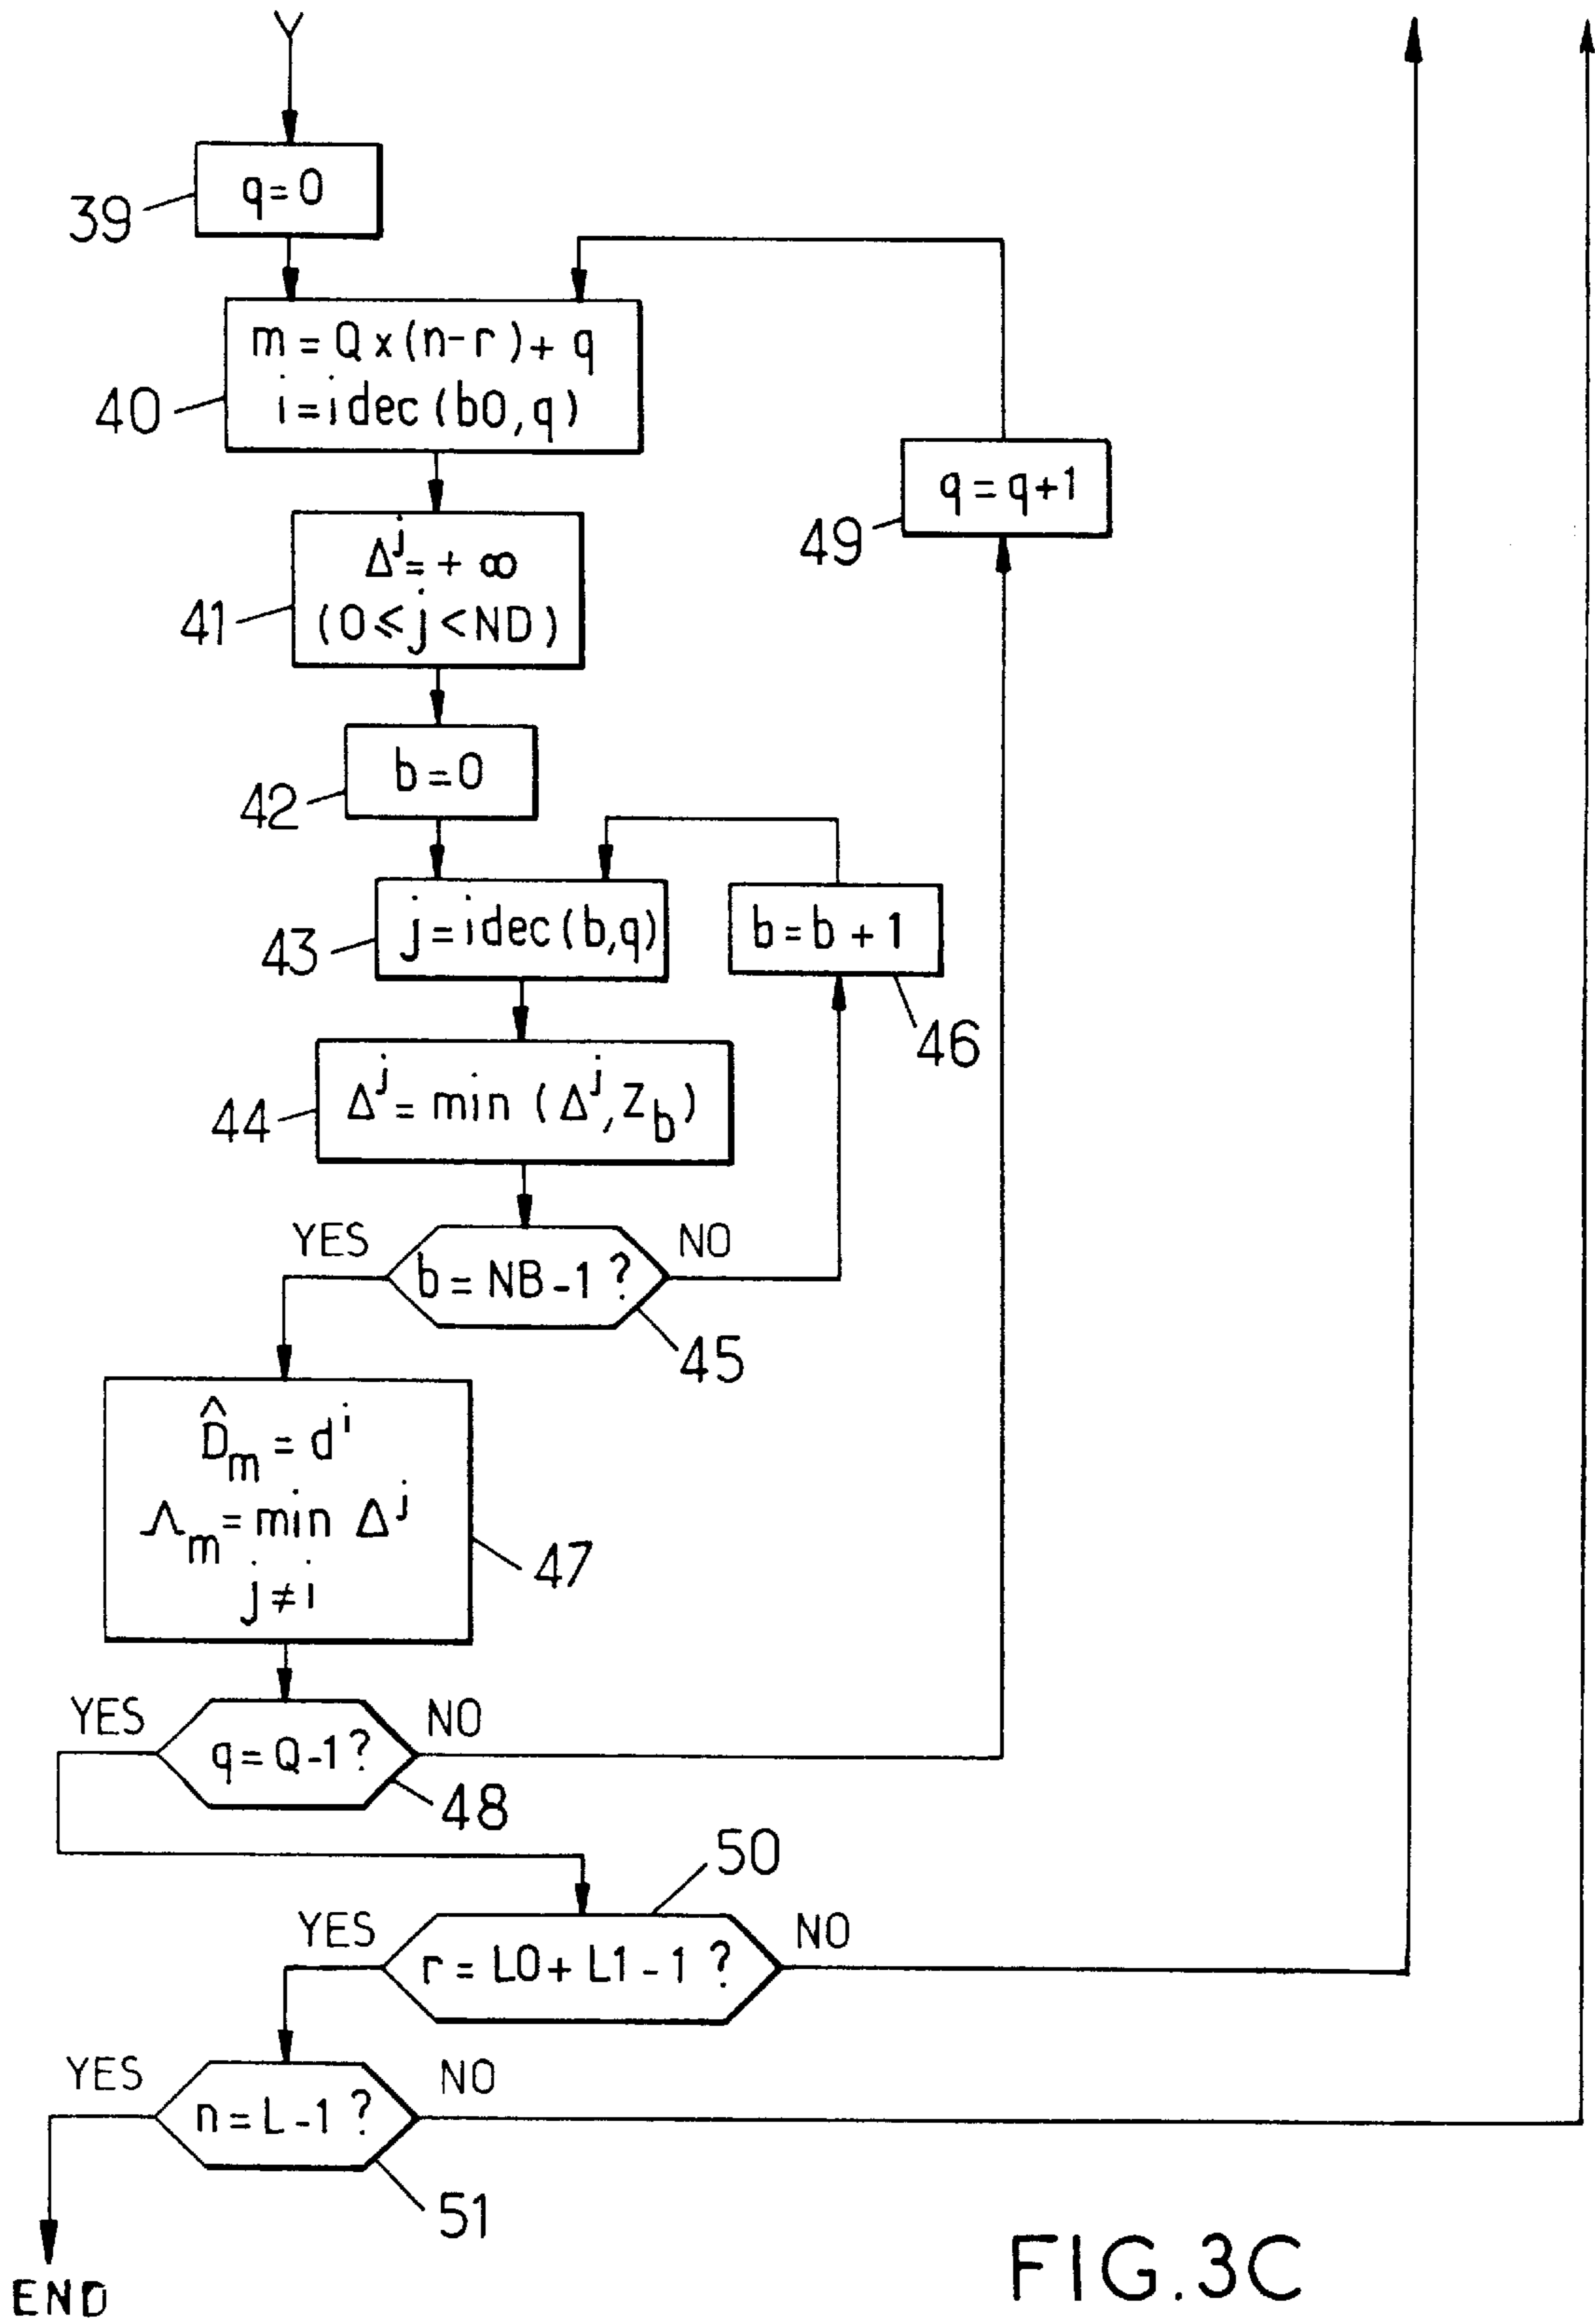 Y
q=0
39
m = Q x (n-r) + q
i = idec (b0, q)
40
q = q+1
49
Δ^j = + ∞
(0 ⩽ j < ND)
41
b = 0
42
j = idec (b, q)
43
b = b + 1
46
Δ^j = min (Δ^j, Z_b)
44
YES
NO
b = NB - 1 ?
45
D̂_m = d^i
Λ_m = min Δ^j
j ≠ i
47
YES
NO
q = Q - 1 ?
48
50
YES
NO
r = L0 + L1 - 1 ?
YES
NO
n = L - 1 ?
51
END
FIG. 3C